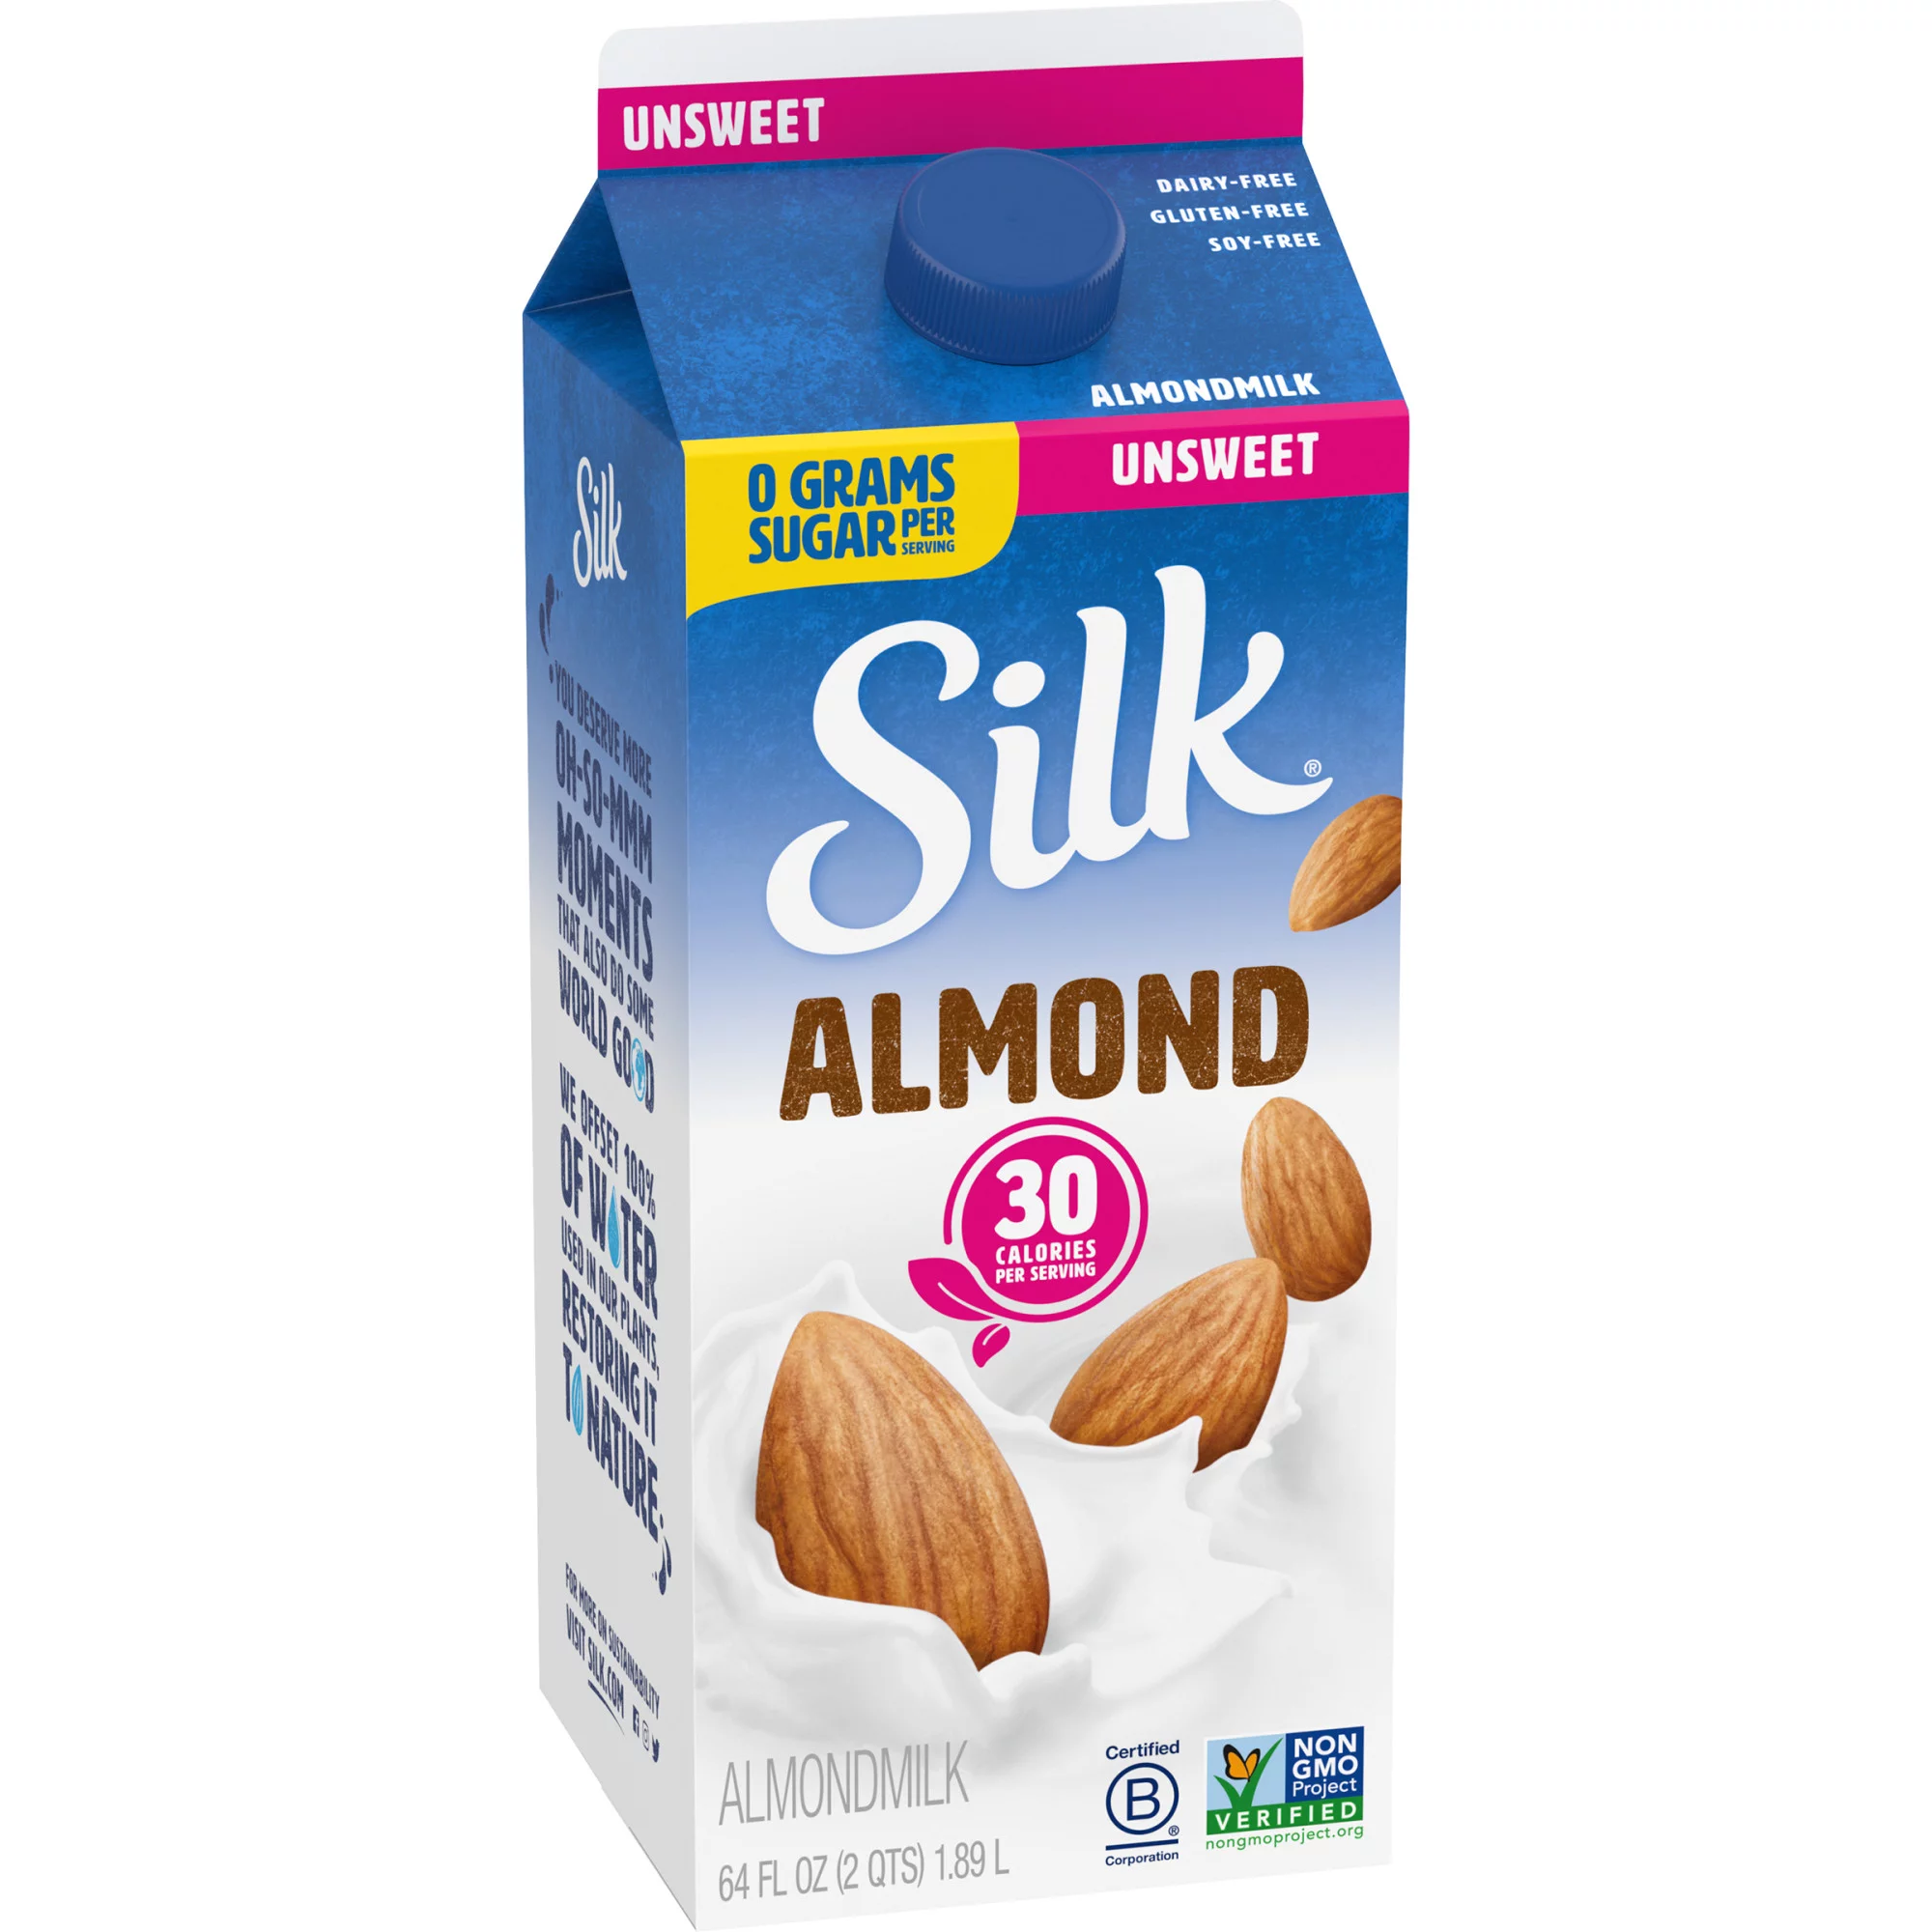 UNSWEET
DAIRY-FREE
GLUTEN-FREE
SOY-FREE
ALMONDMILK
UNSWEET
0 GRAMS
SUGAR PER
SERVING
Silk®
ALMOND
30
CALORIES
PER SERVING
ALMONDMILK
64 FL OZ (2 QTS) 1.89 L
Certified
B®
Corporation
NON
GMO
Project
VERIFIED
nongmoproject.org
Silk
YOU DESERVE MORE
OH-SO-MMM
MOMENTS
THAT ALSO DO SOME
WORLD GOOD
WE OFFSET 100%
OF WATER
USED IN OUR PLANTS,
RESTORING IT
TO NATURE
FOR MORE ON SUSTAINABILITY
VISIT SILK.COM